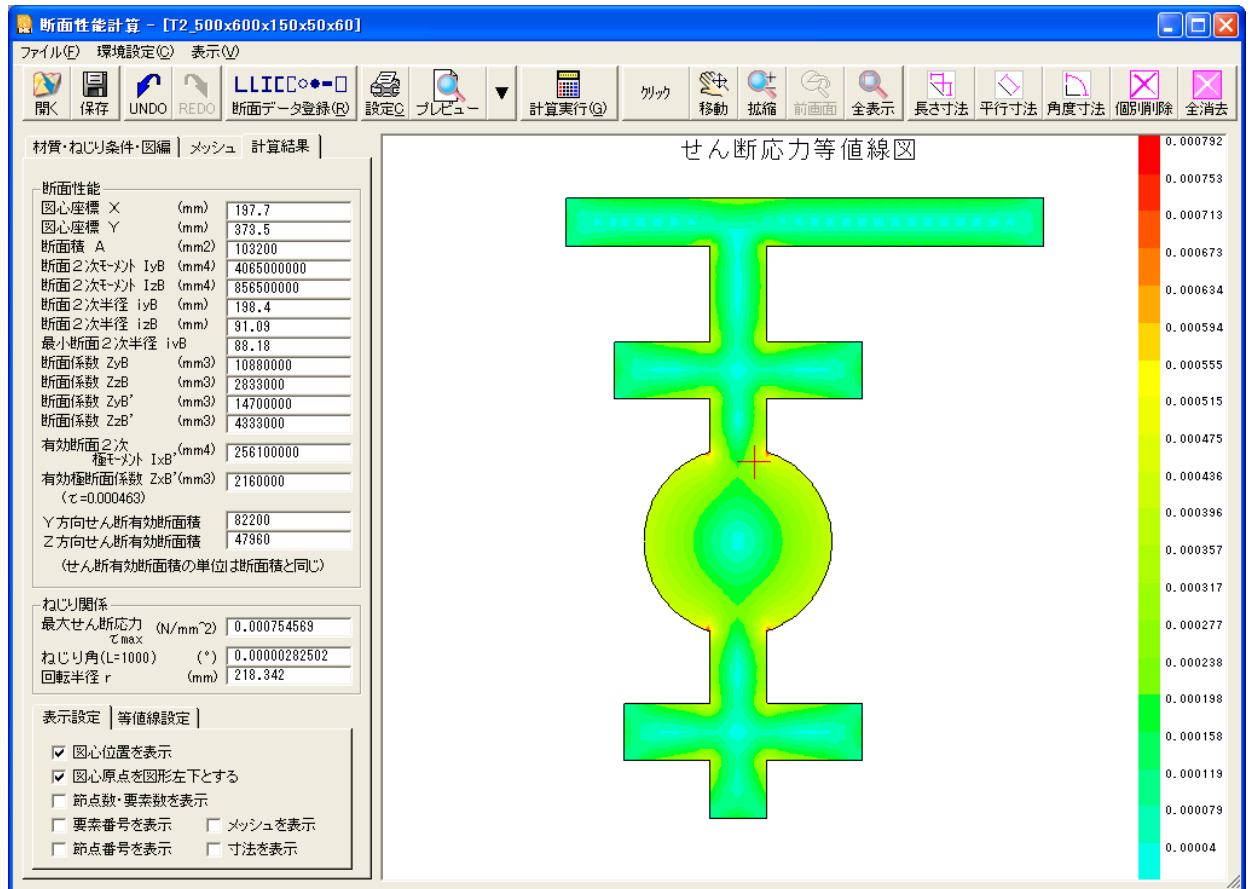 断面性能計算 - [T2_500x600x150x50x60]
ファイル(F) 環境設定(C) 表示(V)
開く 保存 UNDO REDO 断面データ登録(R) 設定C プレビュー 計算実行(G) クリック 移動 拡縮 前画面 全表示 長さ寸法 平行寸法 角度寸法 個別削除 全消去
材質・ねじり条件・図編 メッシュ 計算結果
断面性能
図心座標 X (mm) 197.7
図心座標 Y (mm) 373.5
断面積 A (mm2) 103200
断面2次モーメント IyB (mm4) 4065000000
断面2次モーメント IzB (mm4) 856500000
断面2次半径 iyB (mm) 198.4
断面2次半径 izB (mm) 91.09
最小断面2次半径 ivB 88.18
断面係数 ZyB (mm3) 10880000
断面係数 ZzB (mm3) 2833000
断面係数 ZyB' (mm3) 14700000
断面係数 ZzB' (mm3) 4333000
有効断面2次
極モーメント IxB' (mm4) 256100000
有効極断面係数 ZxB'(mm3) 2160000
(τ=0.000463)
Y方向せん断有効断面積 82200
Z方向せん断有効断面積 47960
(せん断有効断面積の単位は断面積と同じ)
ねじり関係
最大せん断応力 τmax (N/mm^2) 0.000754569
ねじり角(L=1000) (°) 0.00000282502
回転半径 r (mm) 218.342
表示設定 等値線設定
図心位置を表示
図心原点を図形左下とする
節点数・要素数を表示
要素番号を表示 メッシュを表示
節点番号を表示 寸法を表示
せん断応力等値線図
0.000792
0.000753
0.000713
0.000673
0.000634
0.000594
0.000555
0.000515
0.000475
0.000436
0.000396
0.000357
0.000317
0.000277
0.000238
0.000198
0.000158
0.000119
0.000079
0.00004